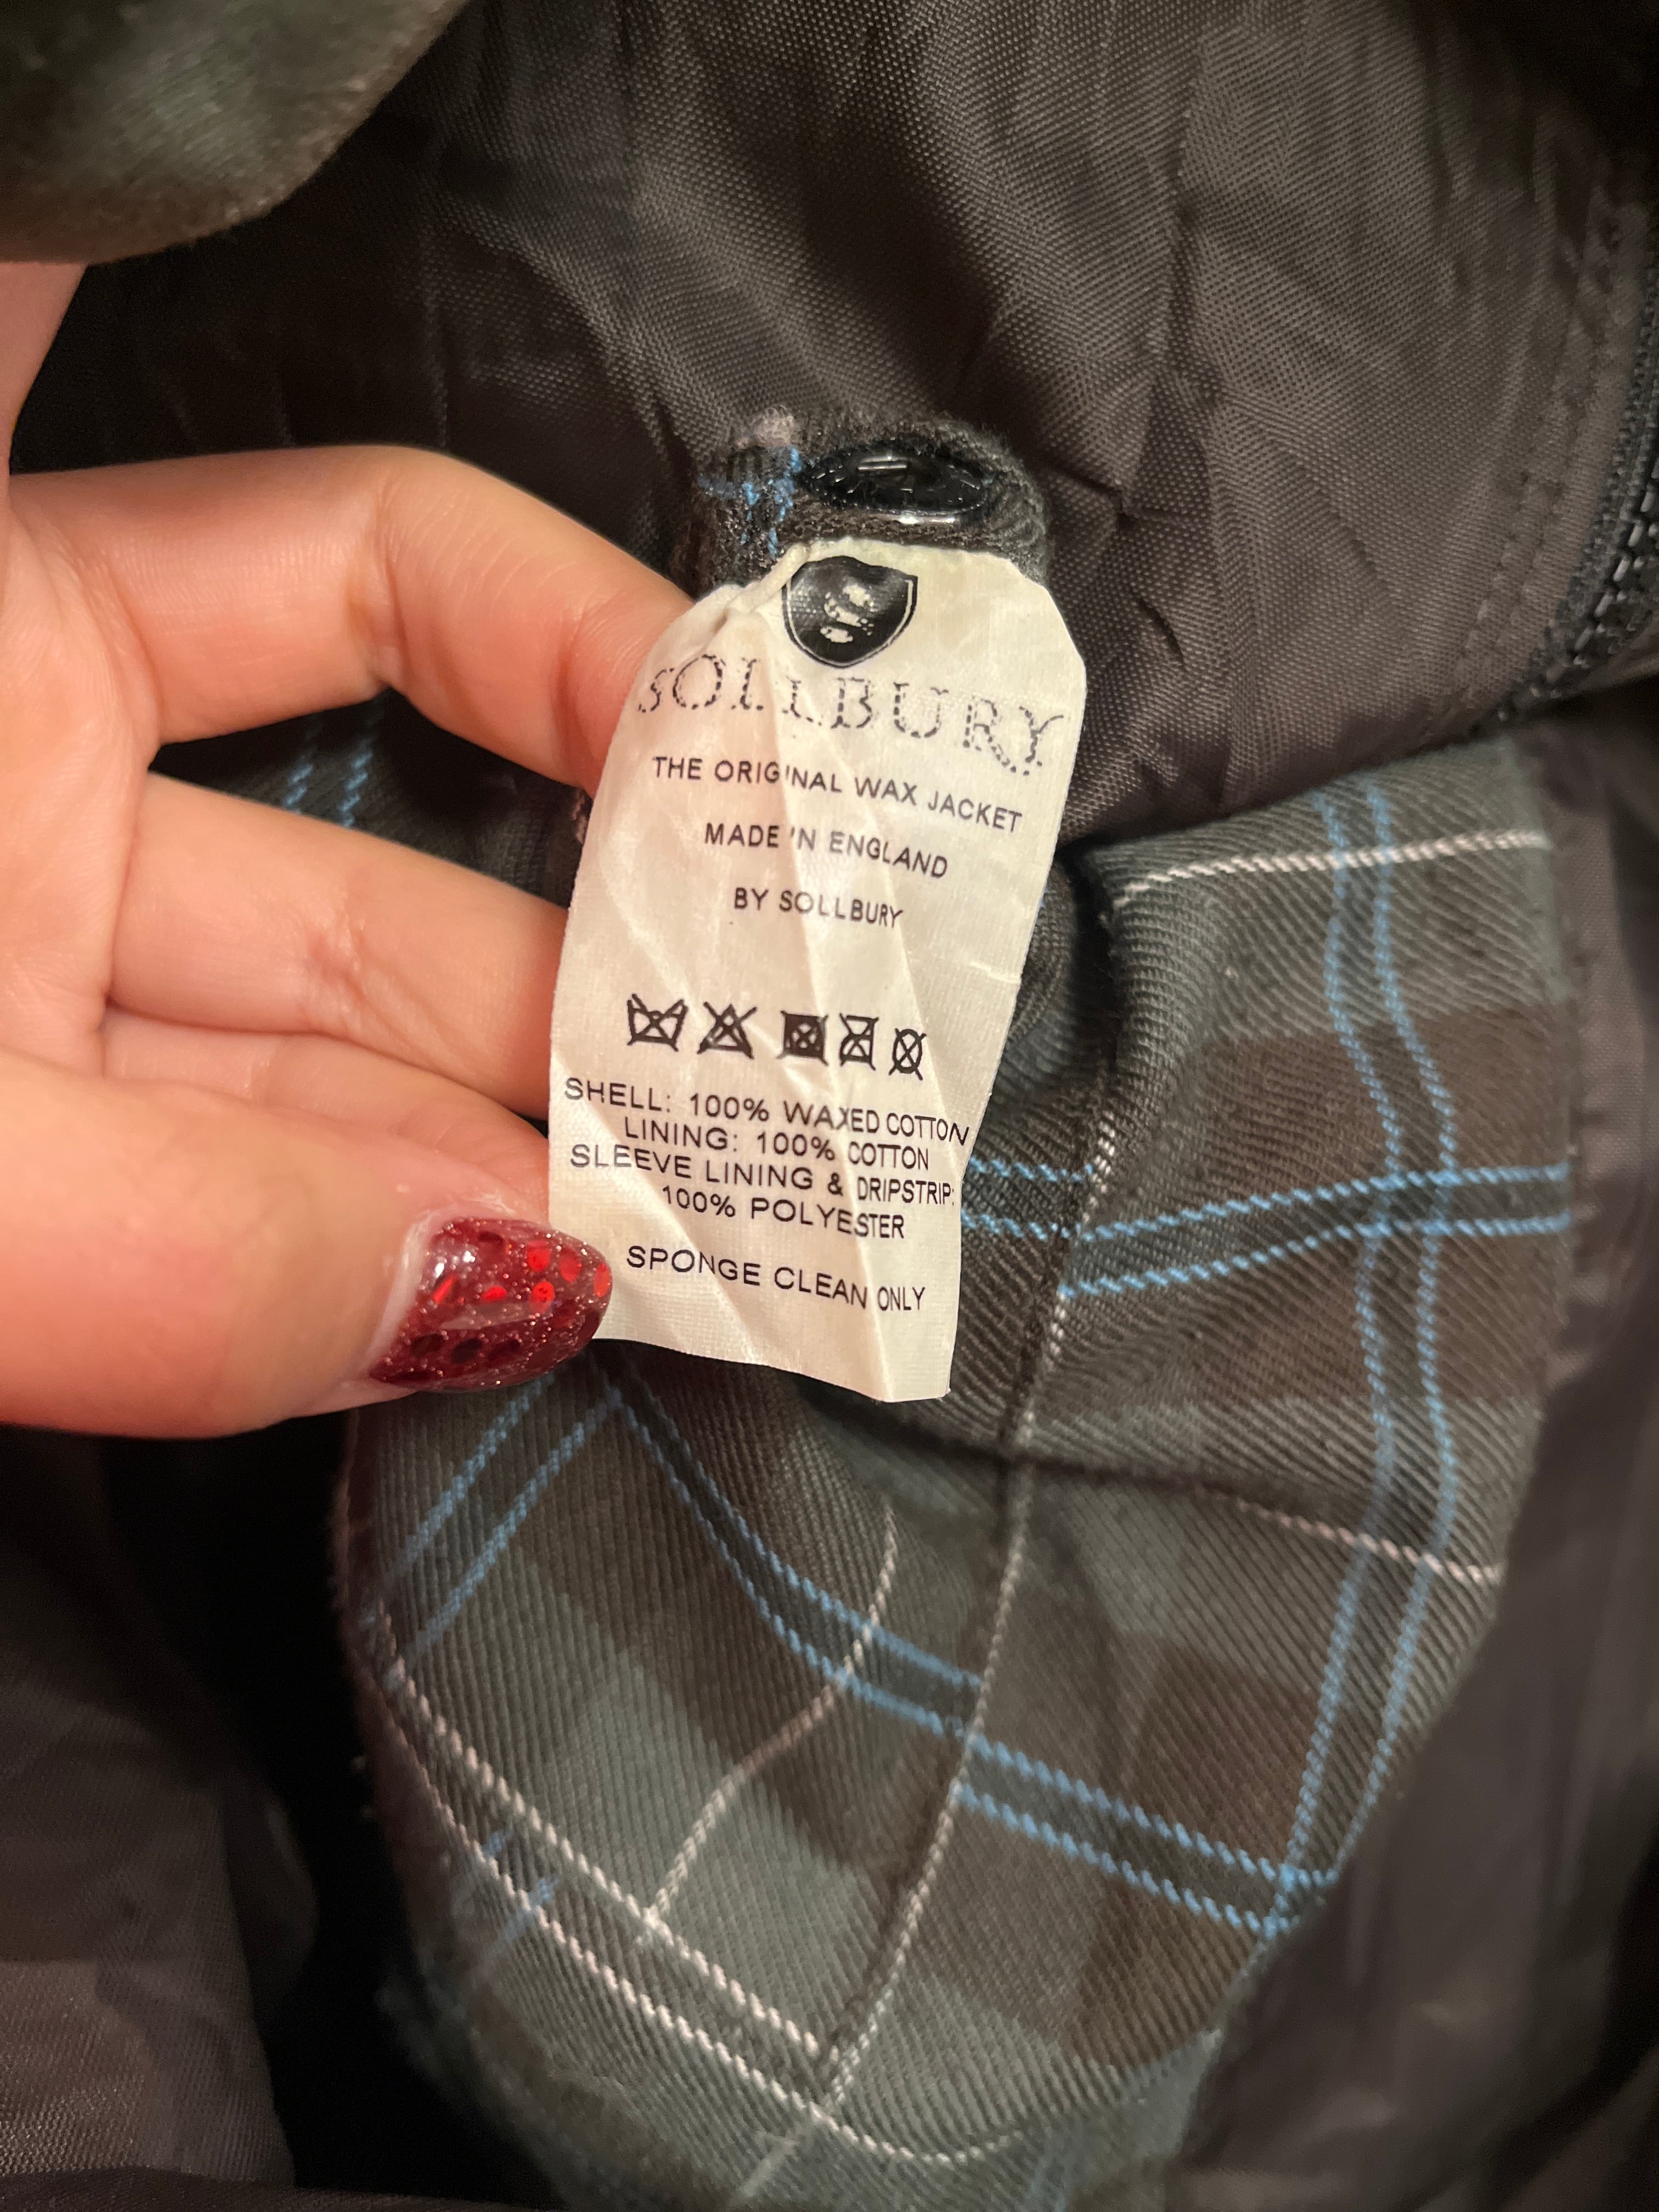 S
SOLLBURY
THE ORIGINAL WAX JACKET
MADE IN ENGLAND
BY SOLLBURY
SHELL: 100% WAXED COTTON
LINING: 100% COTTON
SLEEVE LINING & DRIPSTRIP:
100% POLYESTER
SPONGE CLEAN ONLY